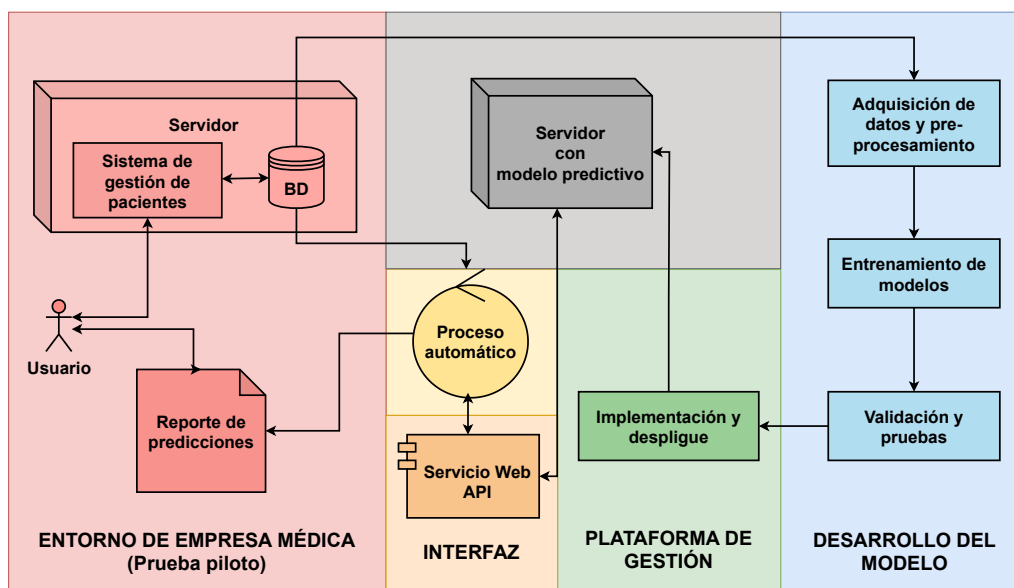 Servidor
Sistema de
gestión de
pacientes
BD
Usuario
Reporte de
predicciones
ENTORNO DE EMPRESA MÉDICA
(Prueba piloto)
Servidor
con
modelo predictivo
Proceso
automático
Servicio Web
API
INTERFAZ
Implementación y
despligue
PLATAFORMA DE
GESTIÓN
Adquisición de
datos y pre-
procesamiento
Entrenamiento de
modelos
Validación y
pruebas
DESARROLLO DEL
MODELO